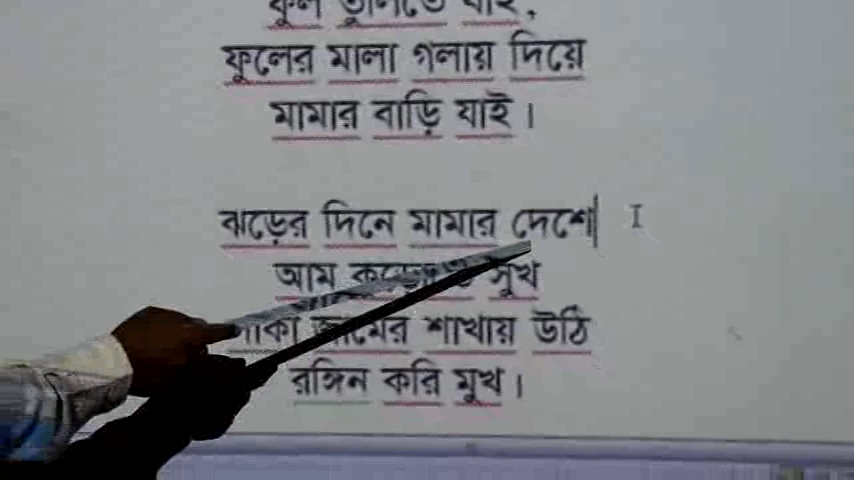 ফুল তুলিতে যাই,
ফুলের মালা গলায় দিয়ে
মামার বাড়ি যাই।
ঝড়ের দিনে মামার দেশে
আম সুখ
জামের শাখায় উঠি
রঙ্গিন করি মুখ।